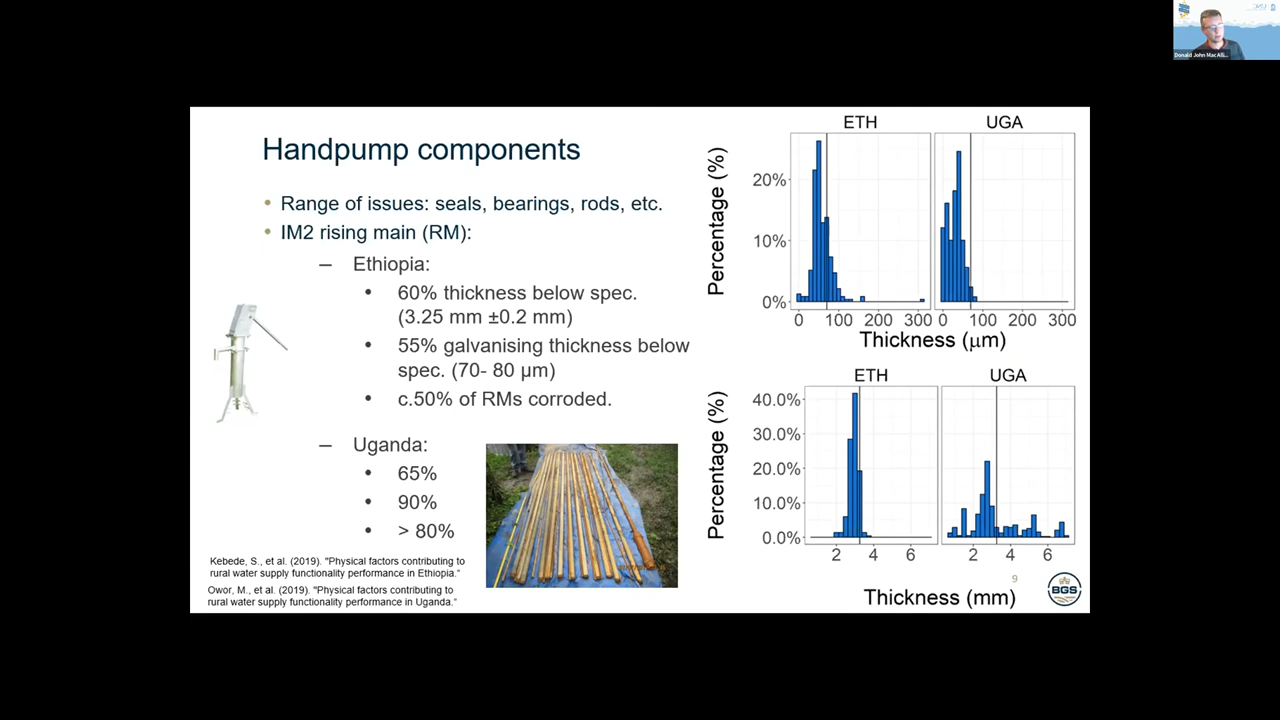 Donald John MacAlli...
Handpump components
• Range of issues: seals, bearings, rods, etc.
• IM2 rising main (RM):
– Ethiopia:
• 60% thickness below spec.
(3.25 mm ±0.2 mm)
• 55% galvanising thickness below
spec. (70- 80 µm)
• c.50% of RMs corroded.
– Uganda:
• 65%
• 90%
• > 80%
Kebede, S., et al. (2019). "Physical factors contributing to
rural water supply functionality performance in Ethiopia."
Owor, M., et al. (2019). "Physical factors contributing to
rural water supply functionality performance in Uganda."
ETH UGA
Percentage (%)
20%
10%
0%
0 100 200 300 0 100 200 300
Thickness (µm)
ETH UGA
Percentage (%)
40.0%
30.0%
20.0%
10.0%
0.0%
2 4 6 2 4 6
Thickness (mm)
9
BGS